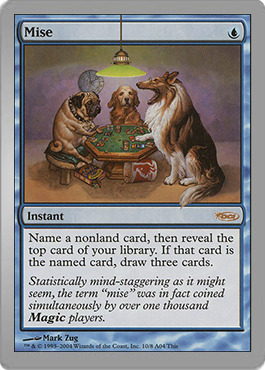 Mise
Instant
DCI
Name a nonland card, then reveal the
top card of your library. If that card is
the named card, draw three cards.
Statistically mind-staggering as it might
seem, the term “mise” was in fact coined
simultaneously by over one thousand
Magic players.
Mark Zug
™ & © 1993–2004 Wizards of the Coast, Inc. 10/8 A04/This